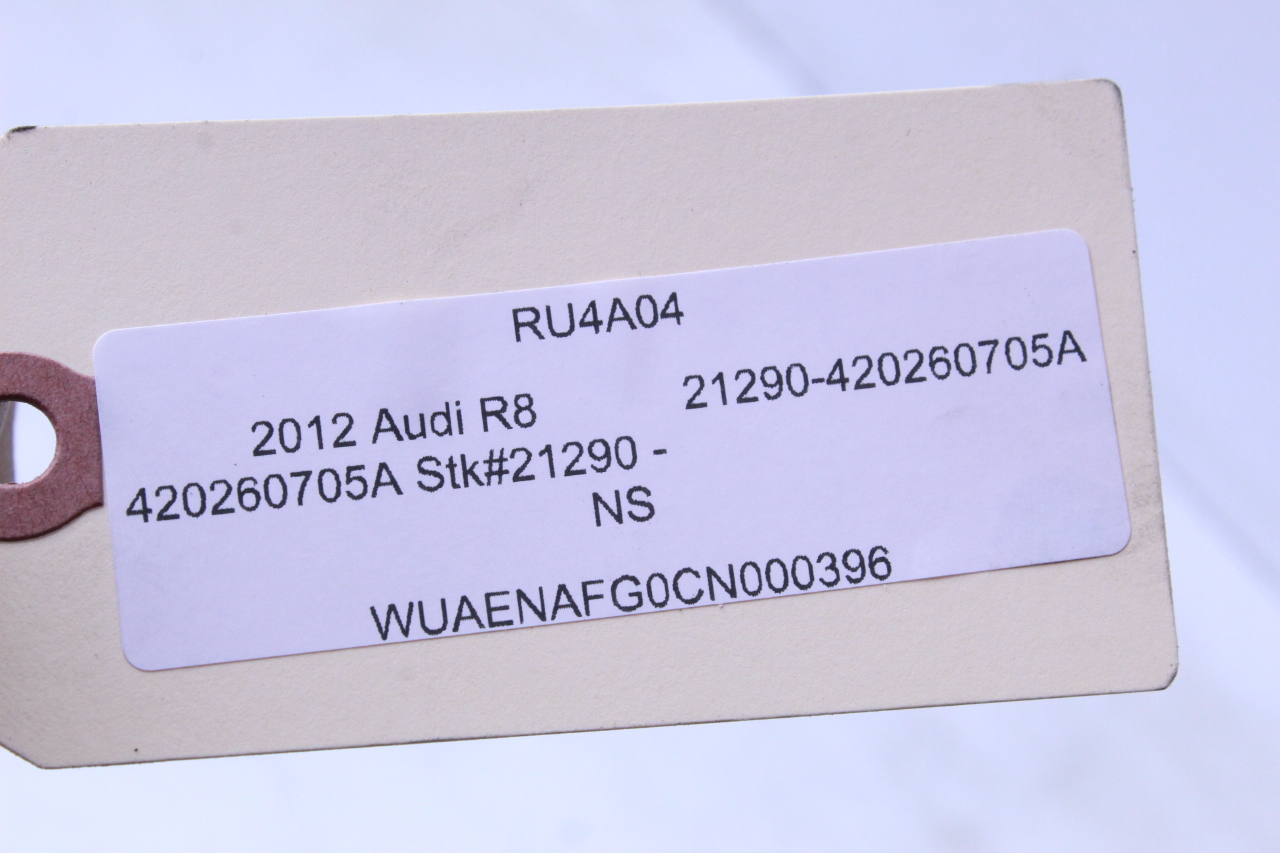 RU4A04
2012 Audi R8 21290-420260705A
420260705A Stk#21290 -
NS
WUAENAFG0CN000396